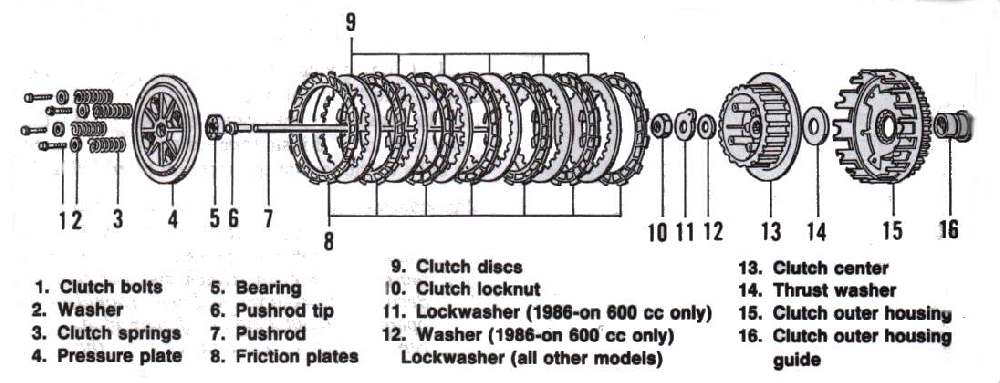 9
1 2 3 4 5 6 7 8 10 11 12 13 14 15 16
1. Clutch bolts
2. Washer
3. Clutch springs
4. Pressure plate
5. Bearing
6. Pushrod tip
7. Pushrod
8. Friction plates
9. Clutch discs
10. Clutch locknut
11. Lockwasher (1986-on 600 cc only)
12. Washer (1986-on 600 cc only)
Lockwasher (all other models)
13. Clutch center
14. Thrust washer
15. Clutch outer housing
16. Clutch outer housing
guide